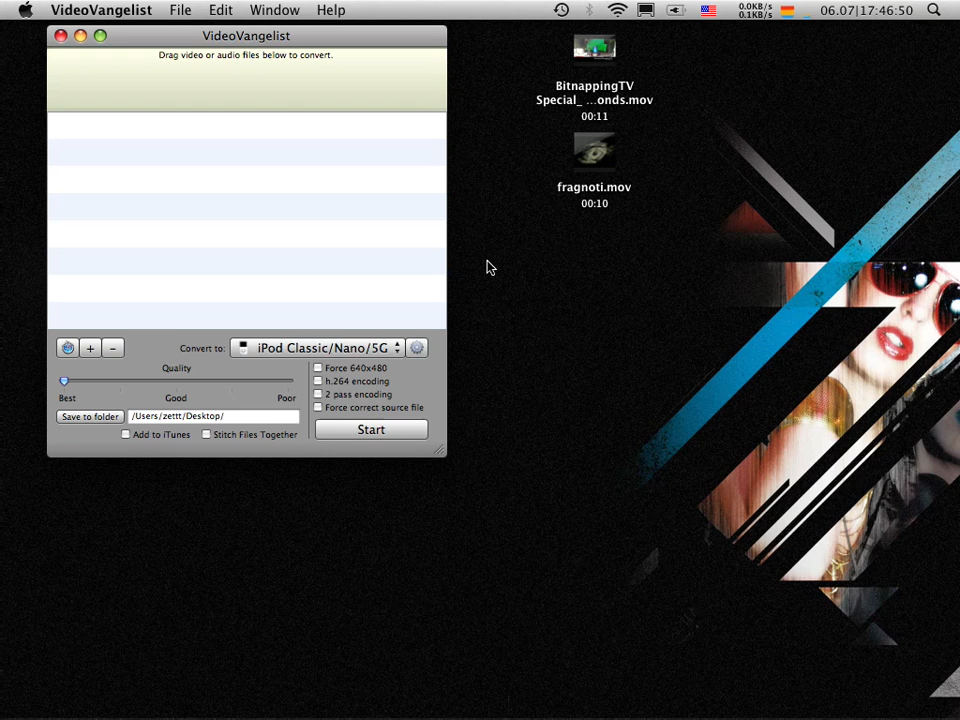 VideoVangelist File Edit Window Help 0.0KB/s 0.1KB/s 06.07|17:46:50
VideoVangelist
Drag video or audio files below to convert.
BitnappingTV
Special_ ...onds.mov
00:11
fragnoti.mov
00:10
+ - Convert to: iPod Classic/Nano/5G
Quality
Best Good Poor
Force 640x480
h.264 encoding
2 pass encoding
Force correct source file
Save to folder /Users/zettt/Desktop/
Add to iTunes Stitch Files Together
Start